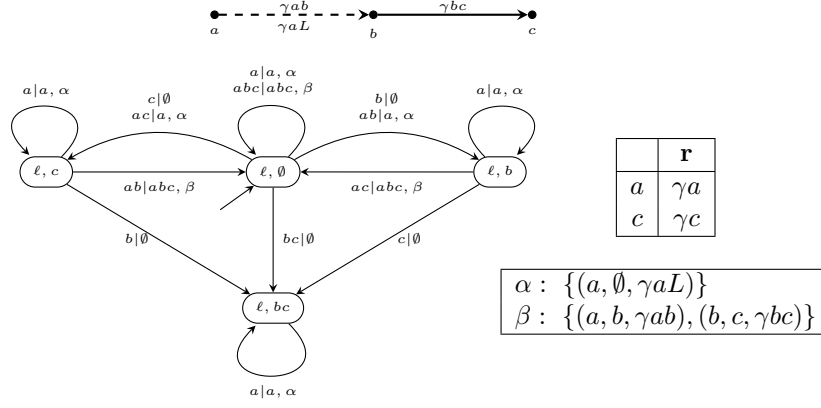 γab
γbc
γaL
a
b
c
a|a, α
abc|abc, β
a|a, α
c|∅
ac|a, α
b|∅
ab|a, α
a|a, α
ℓ, c
ℓ, ∅
ℓ, b
ab|abc, β
ac|abc, β
b|∅
bc|∅
c|∅
ℓ, bc
a|a, α
r
a γa
c γc
α : {(a, ∅, γaL)}
β : {(a, b, γab), (b, c, γbc)}